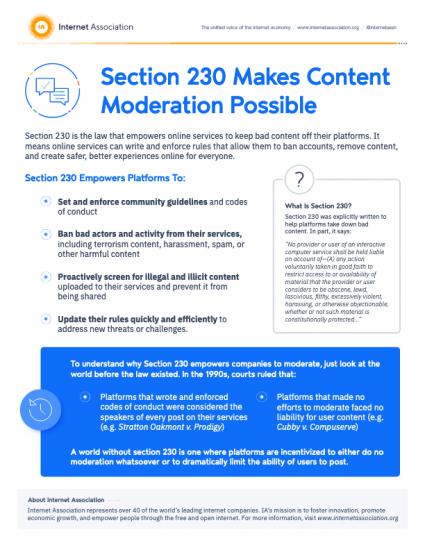 IA Internet Association
The unified voice of the internet economy / www.internetassociation.org / @internetassn
Section 230 Makes Content
Moderation Possible
Section 230 is the law that empowers online services to keep bad content off their platforms. It
means online services can write and enforce rules that allow them to ban accounts, remove content,
and create safer, better experiences online for everyone.
Section 230 Empowers Platforms To:
Set and enforce community guidelines and codes
of conduct
Ban bad actors and activity from their services,
including terrorism content, harassment, spam, or
other harmful content
Proactively screen for illegal and illicit content
uploaded to their services and prevent it from
being shared
Update their rules quickly and efficiently to
address new threats or challenges.
?
What Is Section 230?
Section 230 was explicitly written to
help platforms take down bad
content. In part, it says:
"No provider or user of an interactive
computer service shall be held liable
on account of—(A) any action
voluntarily taken in good faith to
restrict access to or availability of
material that the provider or user
considers to be obscene, lewd,
lascivious, filthy, excessively violent,
harassing, or otherwise objectionable,
whether or not such material is
constitutionally protected..."
To understand why Section 230 empowers companies to moderate, just look at the
world before the law existed. In the 1990s, courts ruled that:
Platforms that wrote and enforced
codes of conduct were considered the
speakers of every post on their services
(e.g. Stratton Oakmont v. Prodigy)
Platforms that made no
efforts to moderate faced no
liability for user content (e.g.
Cubby v. Compuserve)
A world without section 230 is one where platforms are incentivized to either do no
moderation whatsoever or to dramatically limit the ability of users to post.
About Internet Association
Internet Association represents over 40 of the world's leading internet companies. IA's mission is to foster innovation, promote
economic growth, and empower people through the free and open internet. For more information, visit www.internetassociation.org